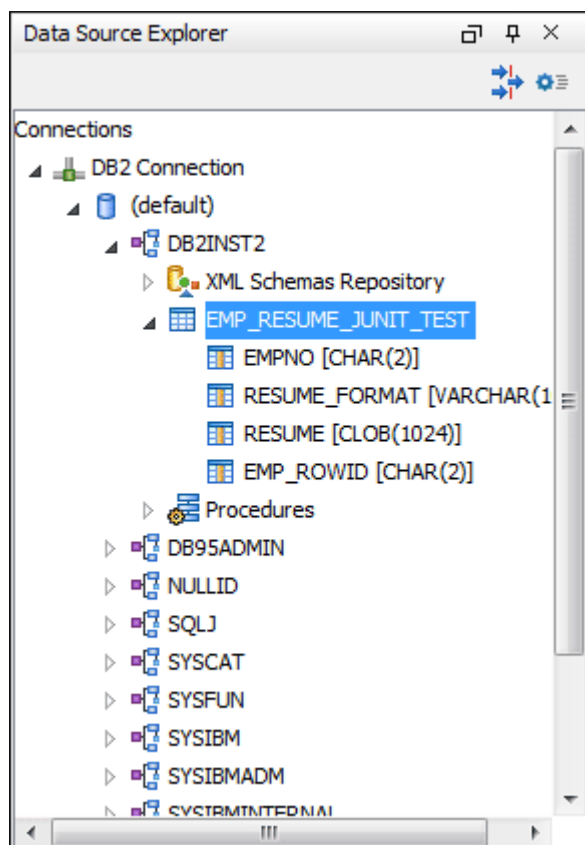 Data Source Explorer
Connections
DB2 Connection
(default)
DB2INST2
XML Schemas Repository
EMP_RESUME_JUNIT_TEST
EMPNO [CHAR(2)]
RESUME_FORMAT [VARCHAR(1
RESUME [CLOB(1024)]
EMP_ROWID [CHAR(2)]
Procedures
DB95ADMIN
NULLID
SQLJ
SYSCAT
SYSFUN
SYSIBM
SYSIBMADM
SYSIBMINTERNAL